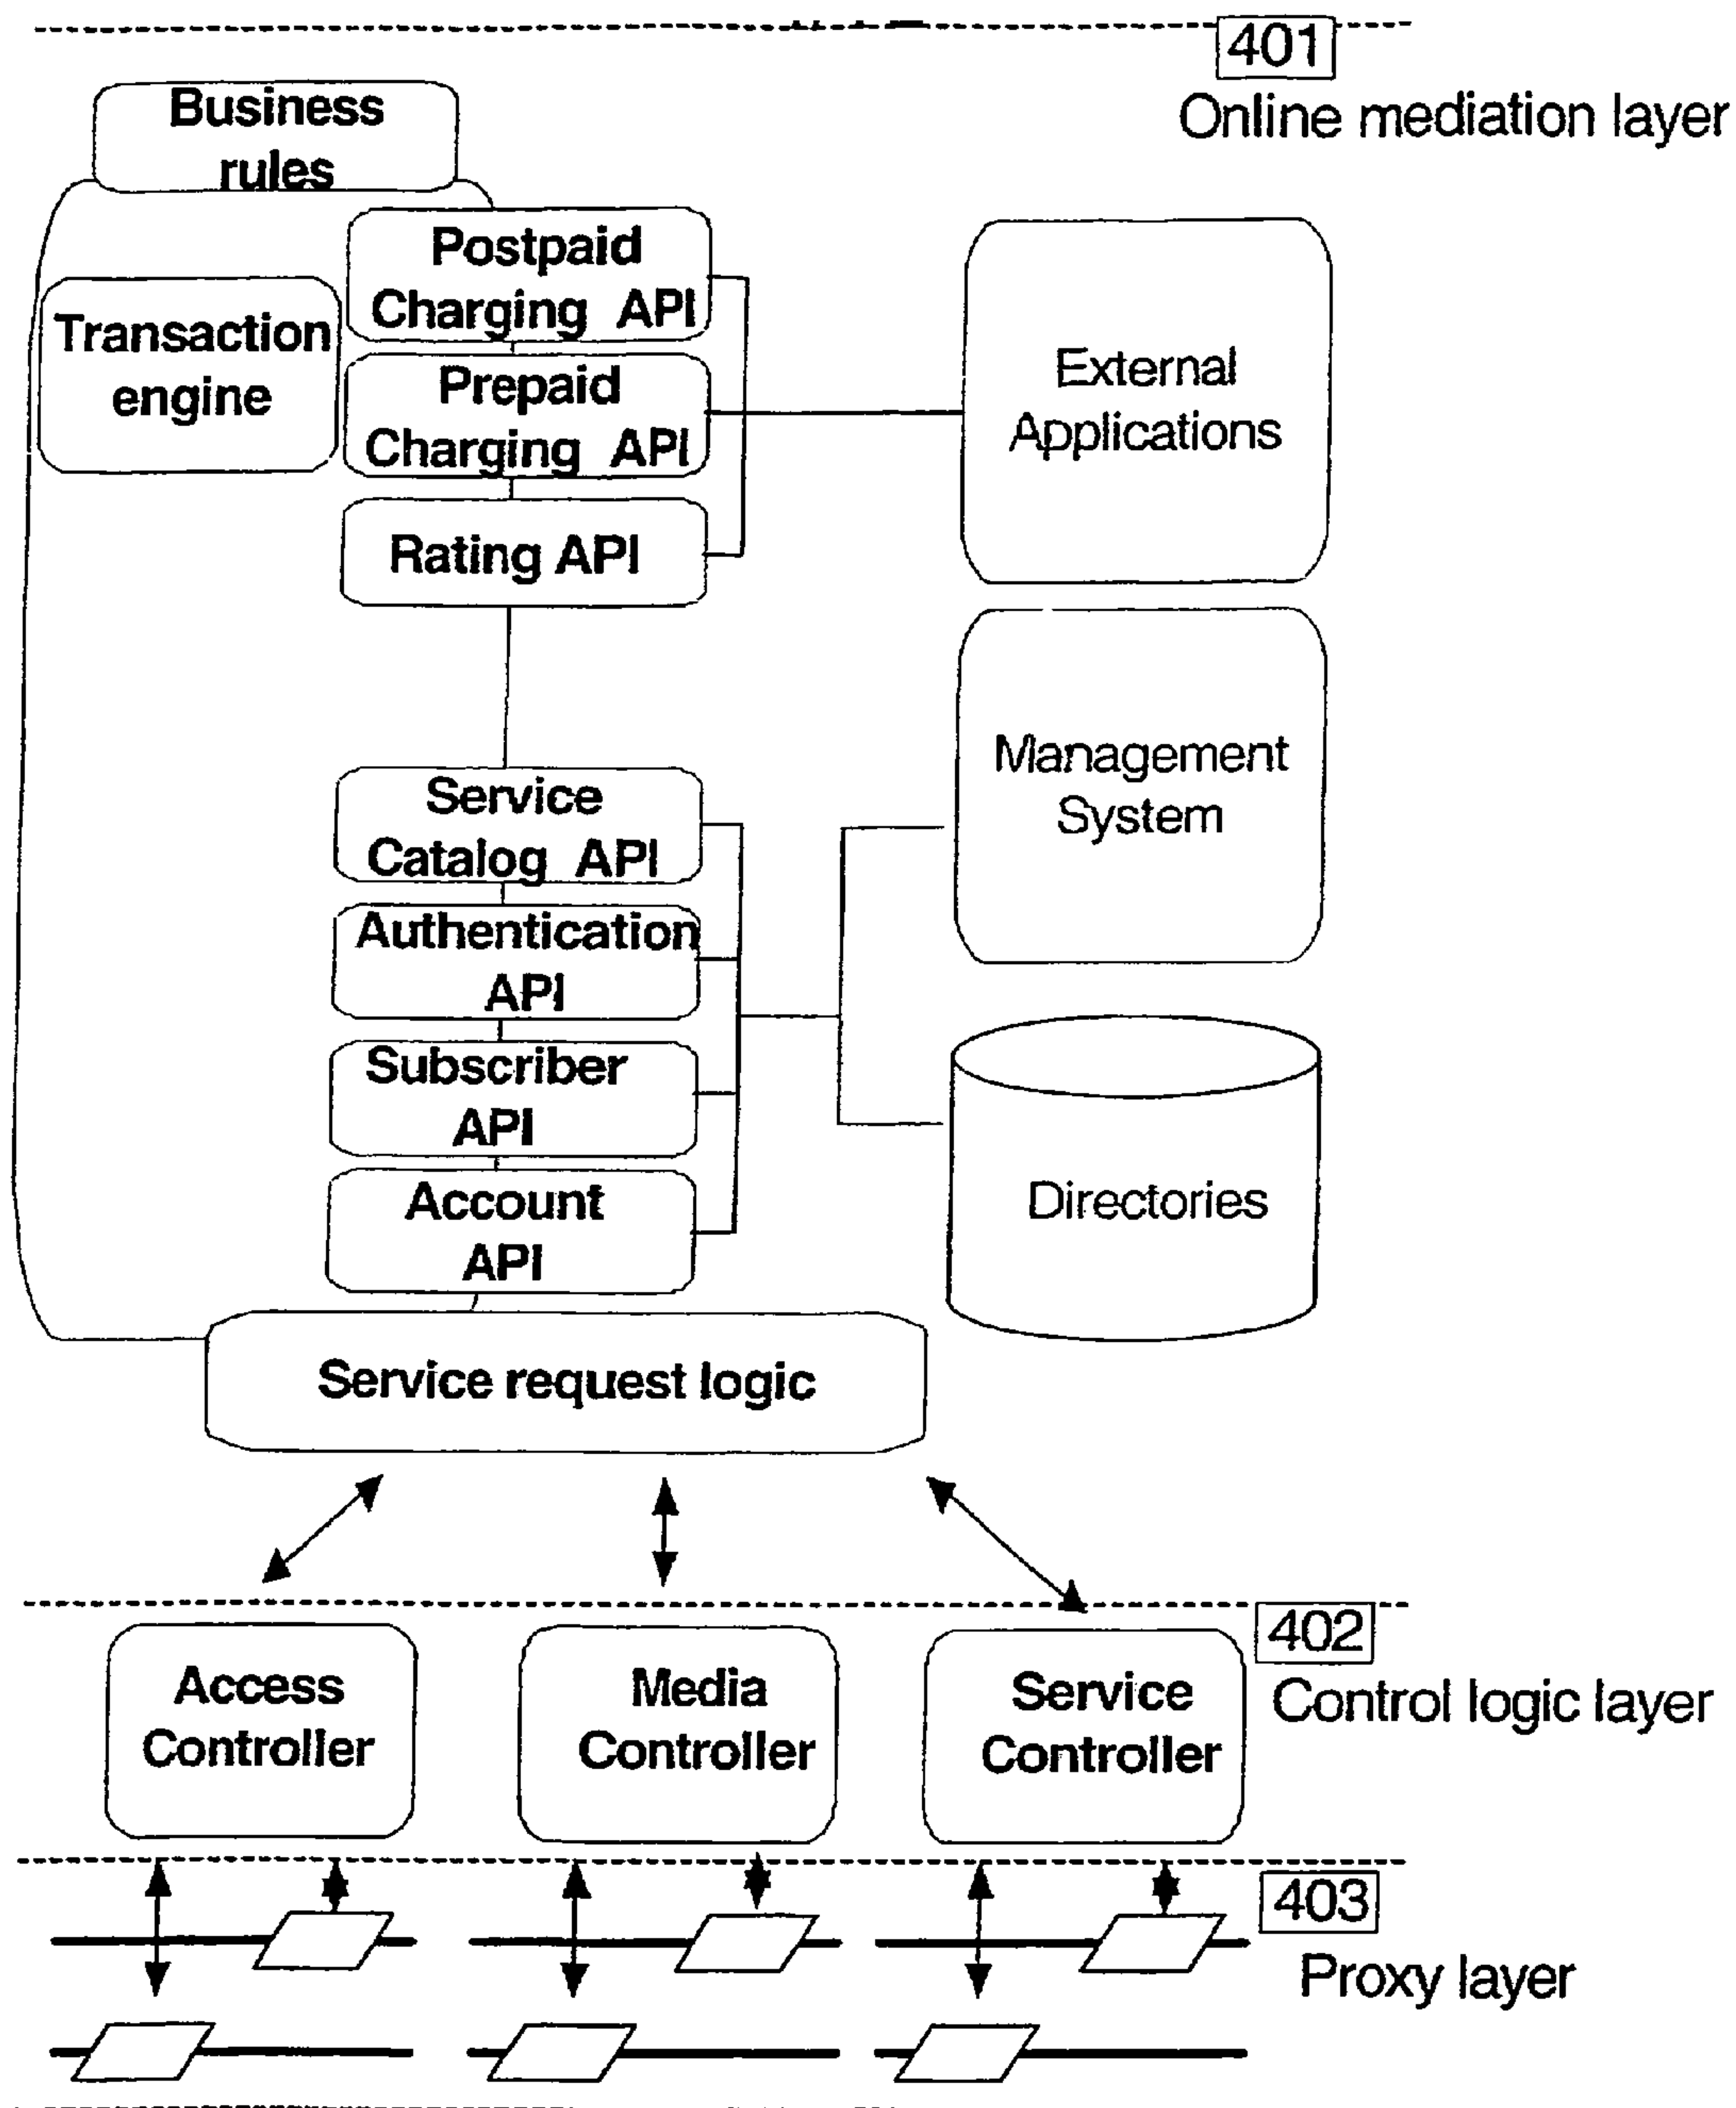 401
Online mediation layer
Business
rules
Postpaid
Charging API
Transaction
engine
Prepaid
Charging API
Rating API
External
Applications
Management
System
Service
Catalog API
Authentication
API
Subscriber
API
Account
API
Directories
Service request logic
402
Control logic layer
Access
Controller
Media
Controller
Service
Controller
403
Proxy layer